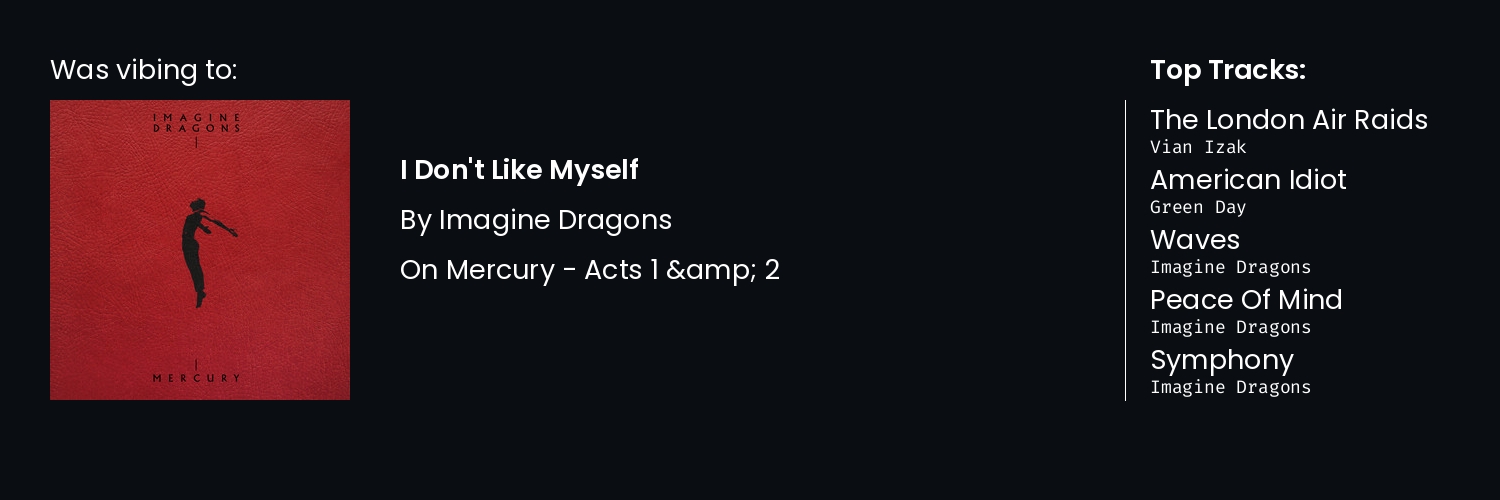 Was vibing to:
IMAGINE
DRAGONS
MERCURY
I Don't Like Myself
By Imagine Dragons
On Mercury - Acts 1 &amp;amp; 2
Top Tracks:
The London Air Raids
Vian Izak
American Idiot
Green Day
Waves
Imagine Dragons
Peace Of Mind
Imagine Dragons
Symphony
Imagine Dragons